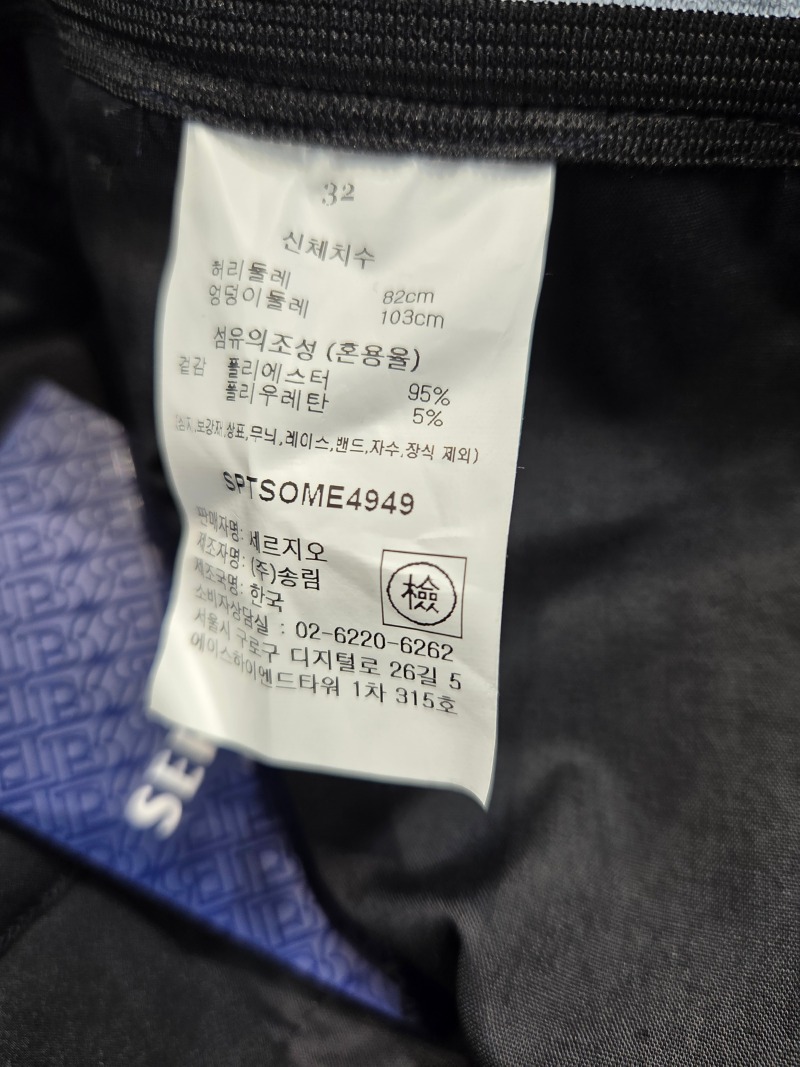 32
신체치수
허리둘레 82cm
엉덩이둘레 103cm
섬유의조성 (혼용율)
겉감 폴리에스터 95%
폴리우레탄 5%
(심지,보강재,상표,무늬,레이스,밴드,자수,장식 제외)
SPTSOME4949
판매자명: 세르지오
제조자명: (주)송림
제조국명: 한국
檢
소비자상담실 : 02-6220-6262
서울시 구로구 디지털로 26길 5
에이스하이엔드타워 1차 315호
SE